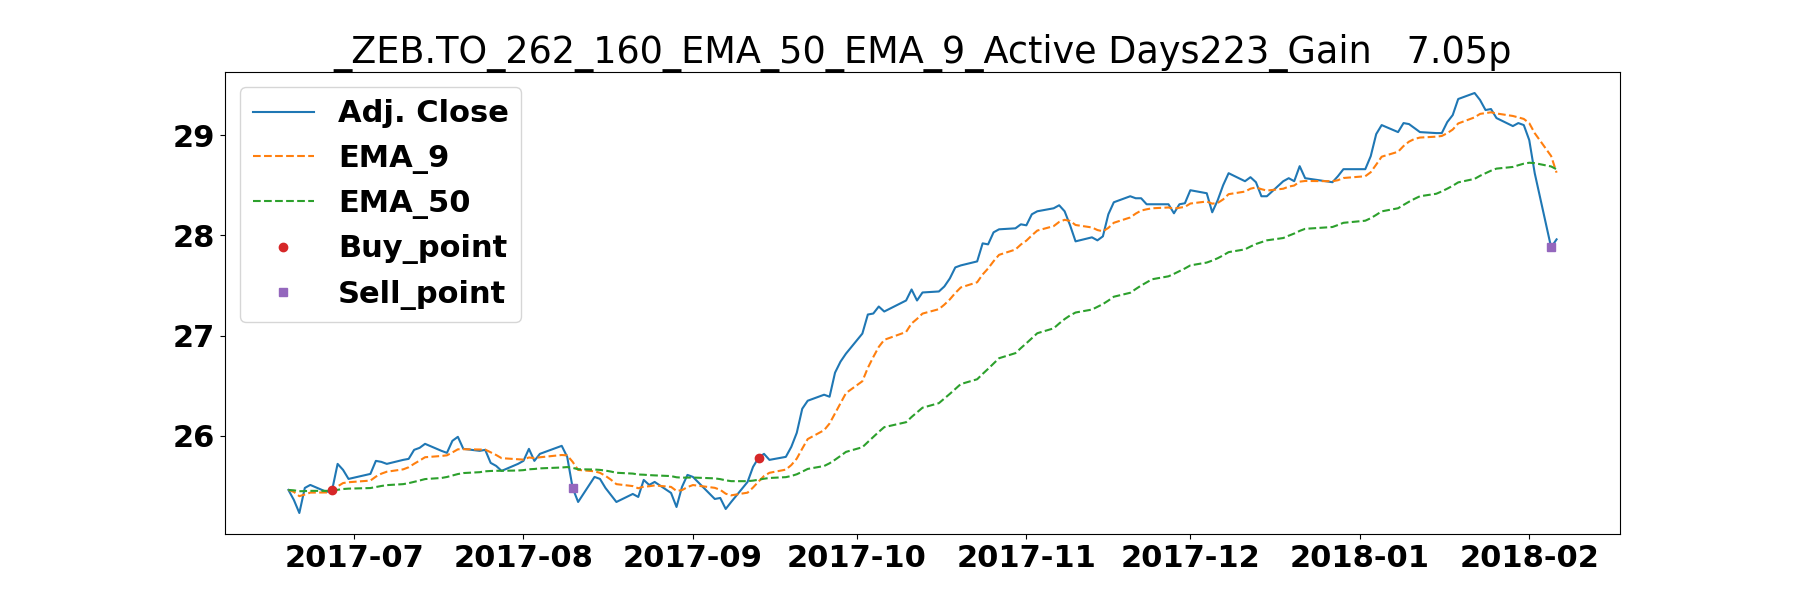 _ZEB.TO_262_160_EMA_50_EMA_9_Active Days223_Gain   7.05p
Adj. Close
EMA_9
EMA_50
Buy_point
Sell_point
29
28
27
26
2017-07 2017-08 2017-09 2017-10 2017-11 2017-12 2018-01 2018-02